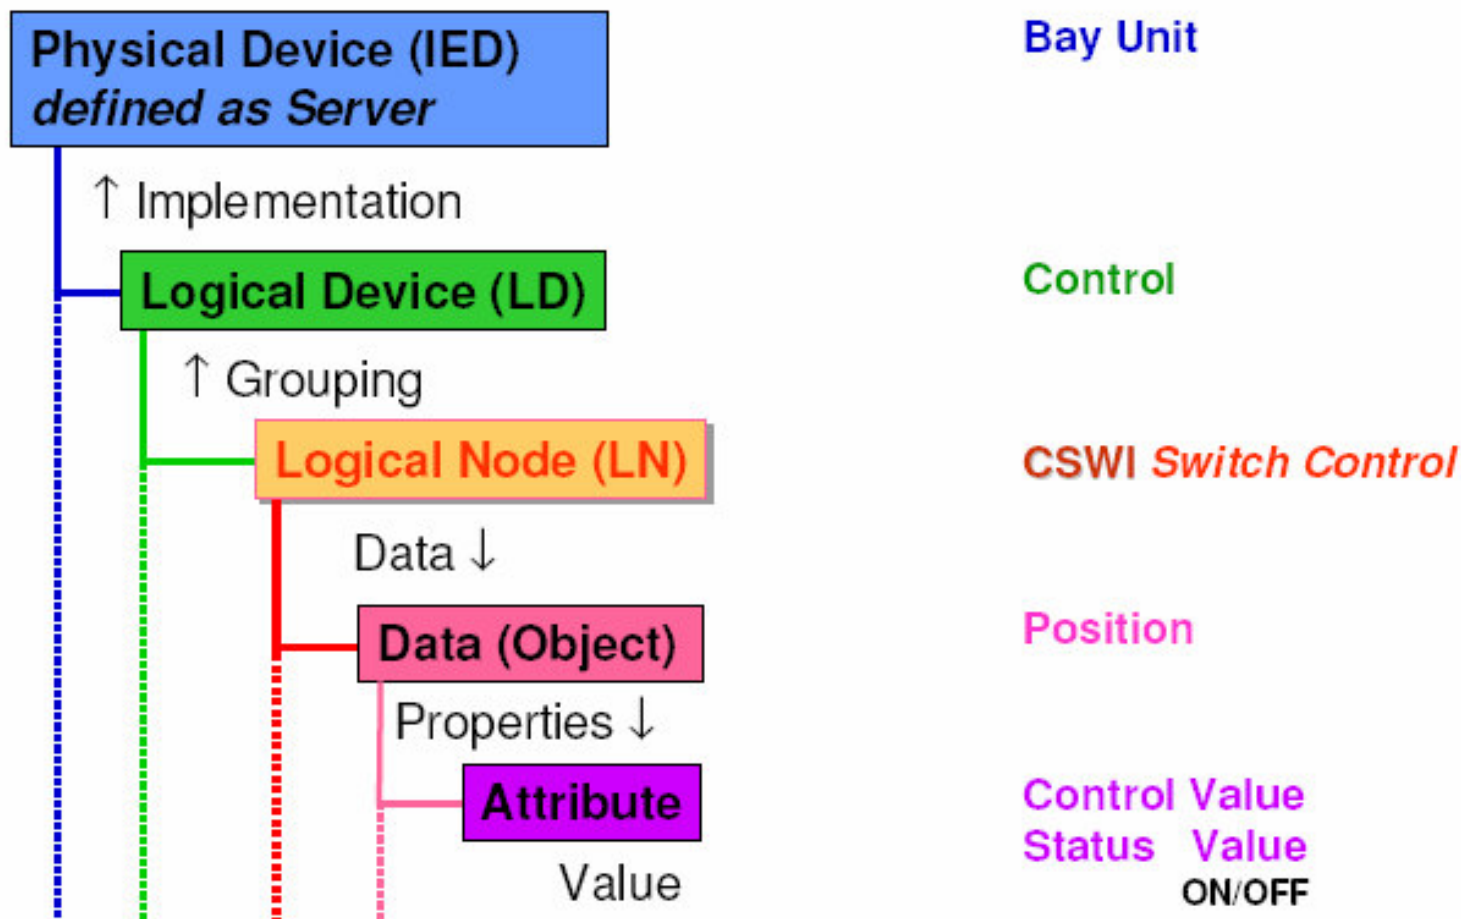 Physical Device (IED)
defined as Server
Bay Unit
↑ Implementation
Logical Device (LD)
Control
↑ Grouping
Logical Node (LN)
CSWI Switch Control
Data ↓
Data (Object)
Position
Properties ↓
Attribute
Control Value
Status Value
Value
ON/OFF